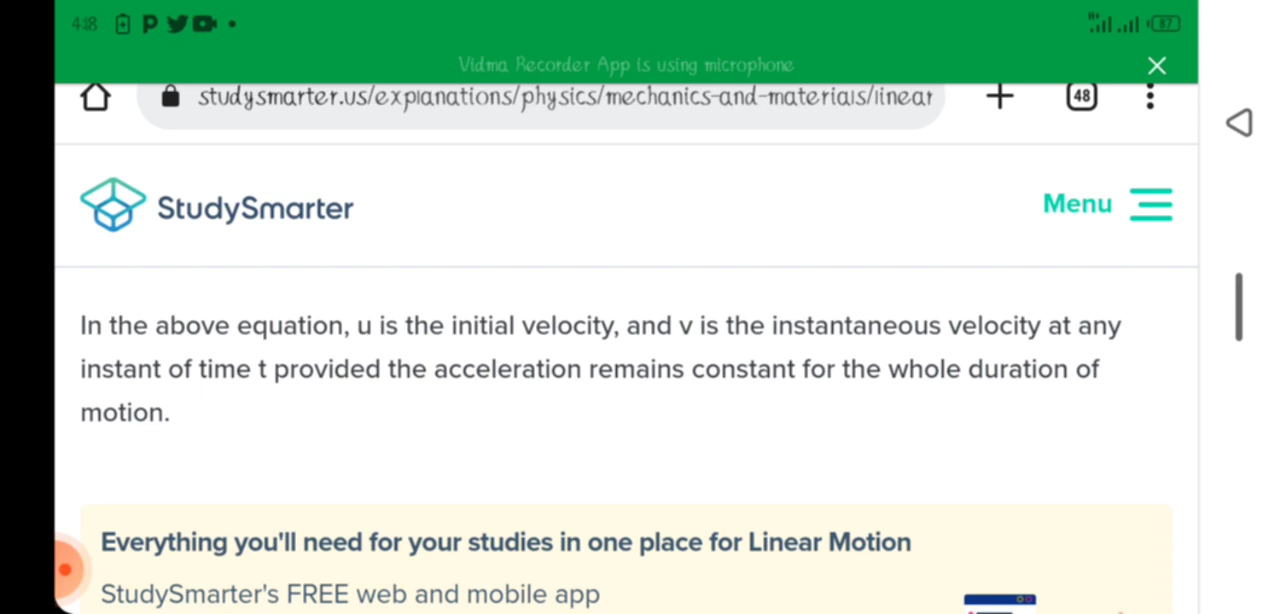 4:18
87
Vidma Recorder App is using microphone
studysmarter.us/explanations/physics/mechanics-and-materials/linear
48
StudySmarter
Menu
In the above equation, u is the initial velocity, and v is the instantaneous velocity at any
instant of time t provided the acceleration remains constant for the whole duration of
motion.
Everything you'll need for your studies in one place for Linear Motion
StudySmarter's FREE web and mobile app